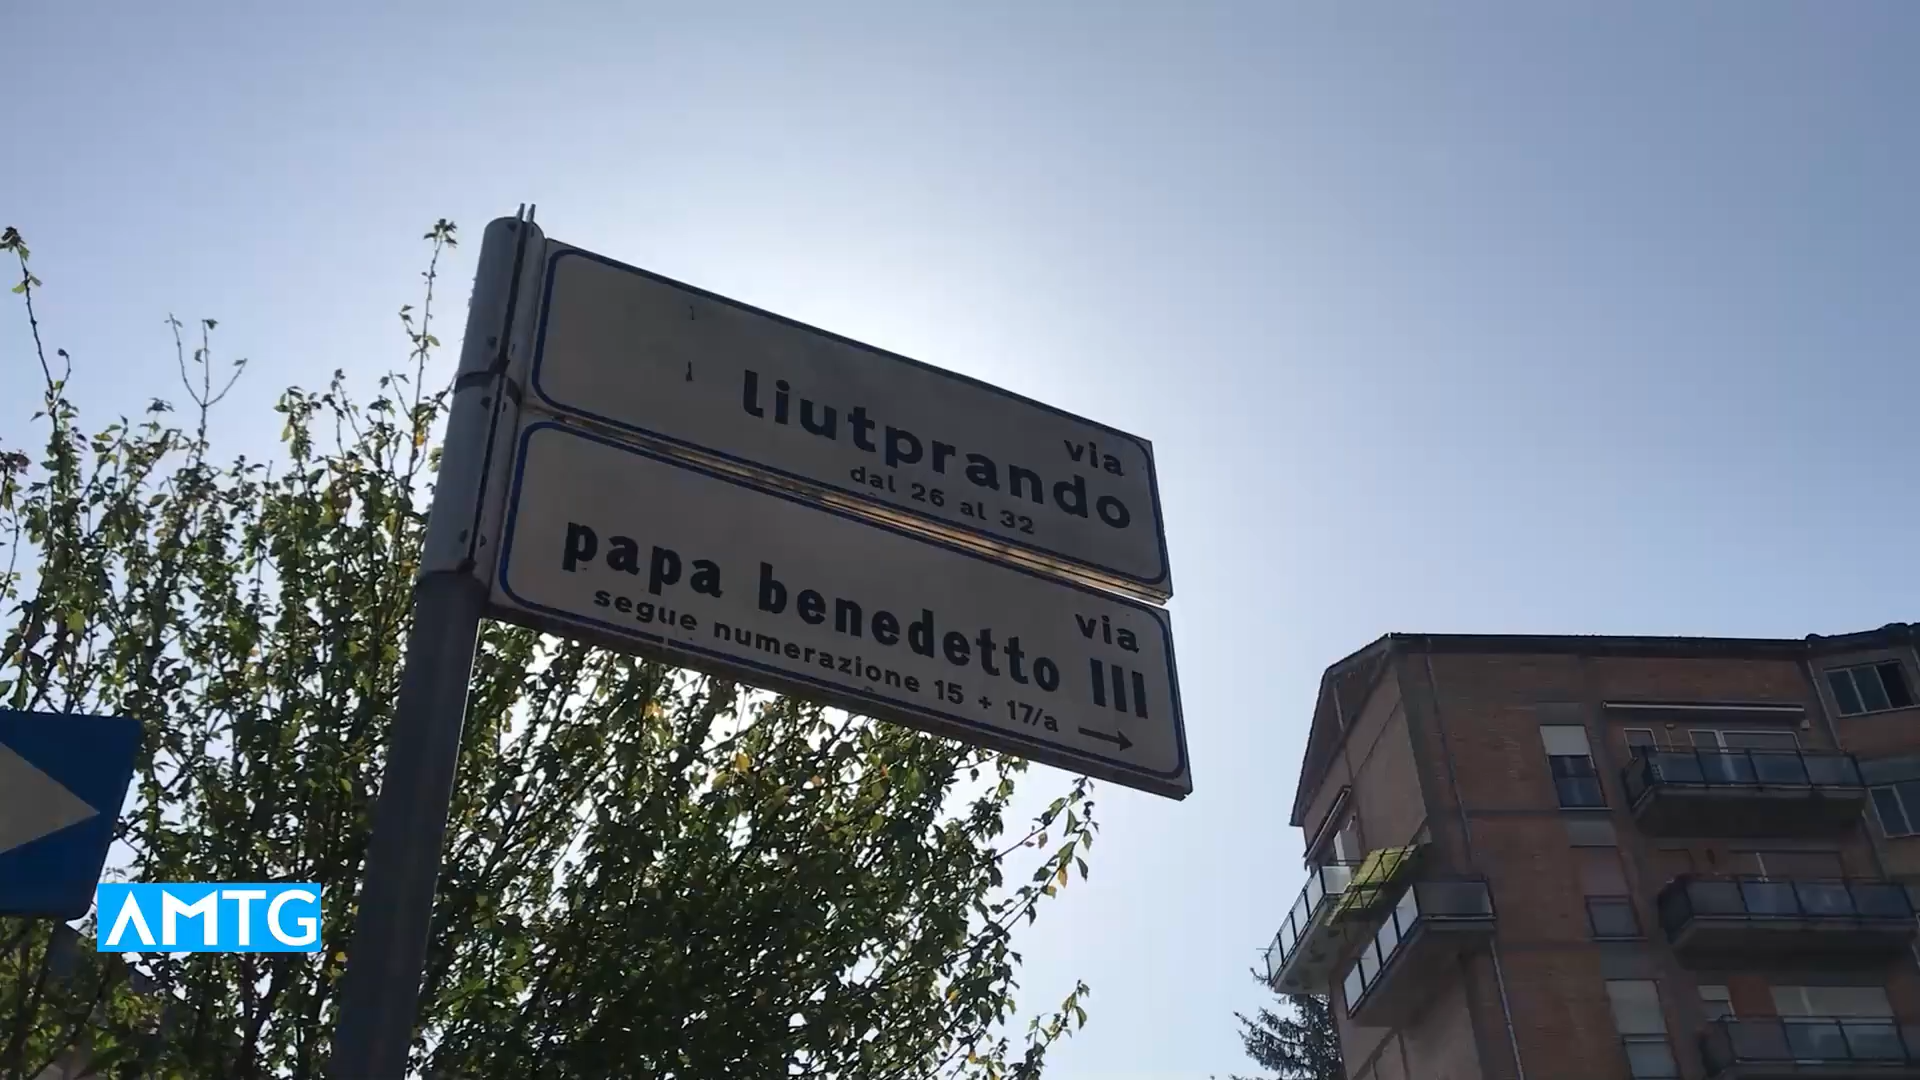 via
liutprando
dal 26 al 32
via
papa benedetto III
segue numerazione 15 + 17/a →
AMTG